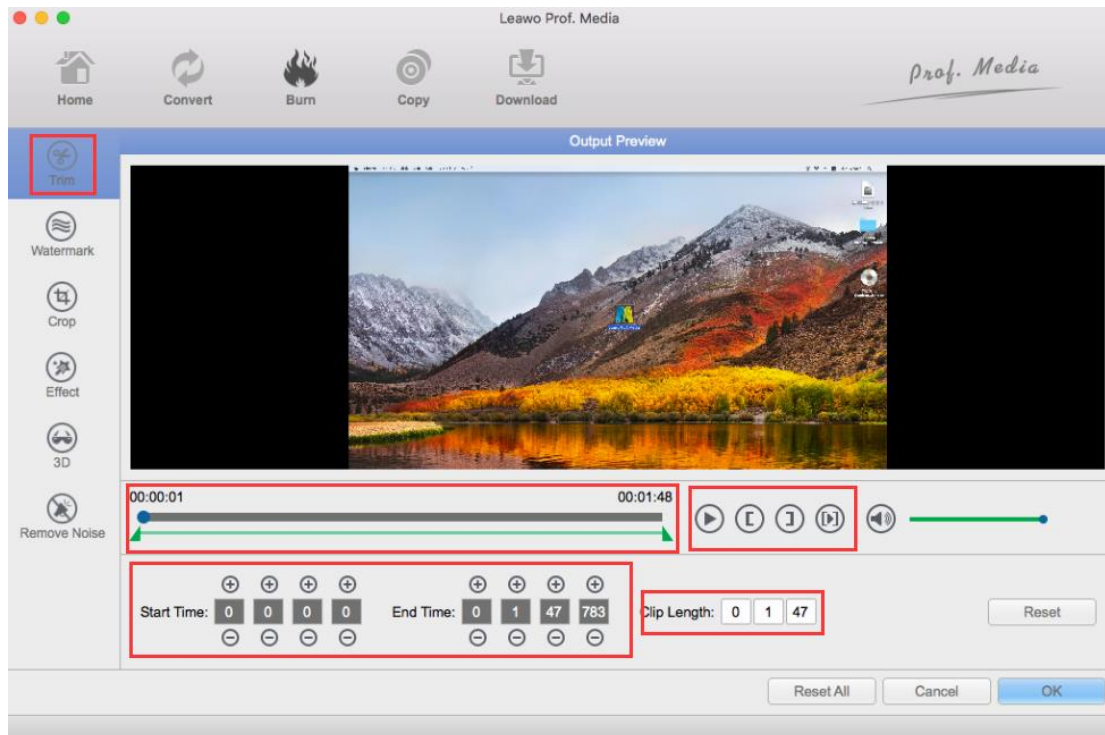 Leawo Prof. Media
Home Convert Burn Copy Download
Prof. Media
Output Preview
Trim
Watermark
Crop
Effect
3D
Remove Noise
00:00:01 00:01:48
Start Time: 0 0 0 0 End Time: 0 1 47 783 Clip Length: 0 1 47 Reset
Reset All Cancel OK